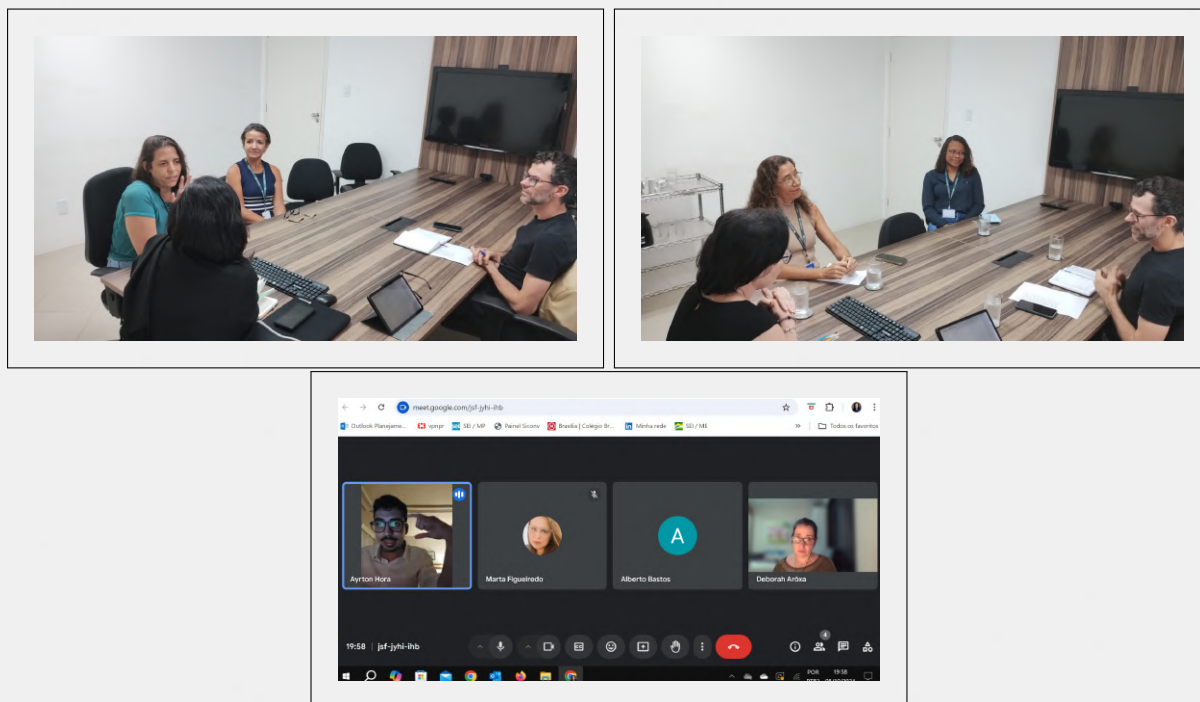 meet.google.com/jsf-jyhi-ihb
Outlook Planejame... vpnpr SEI / MP Painel Siconv Brasília | Colégio Br... Minha rede SEI / ME » Todos os favoritos
A
Ayrton Hora Marta Figueiredo Alberto Bastos Deborah Arôxa
19:58 | jsf-jyhi-ihb 4
POR 19:58